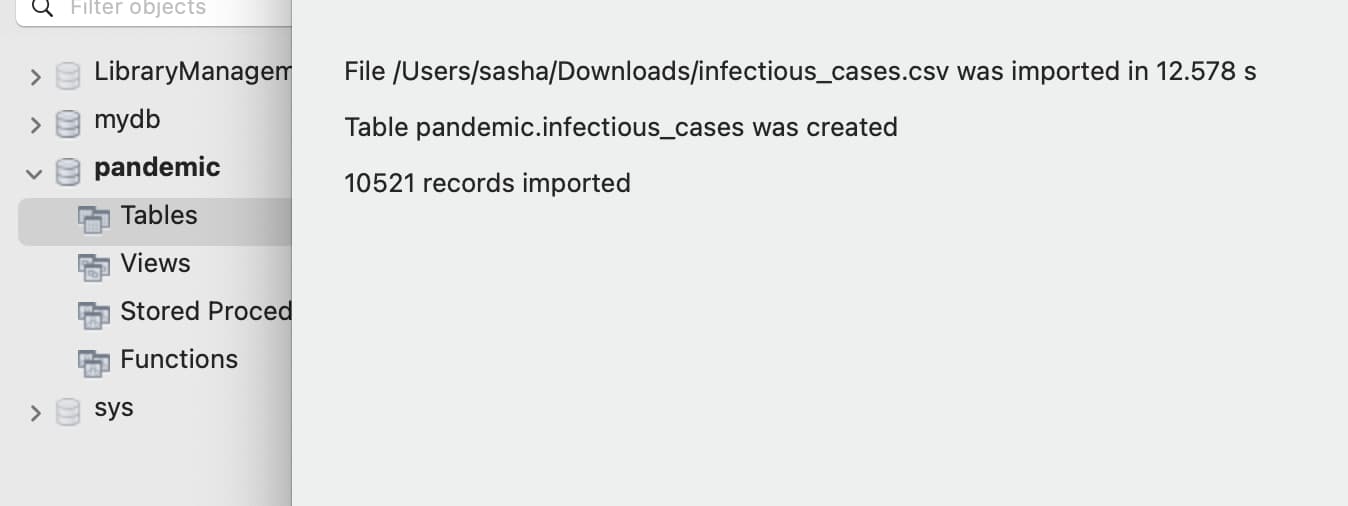 Filter objects
LibraryManagem
mydb
pandemic
Tables
Views
Stored Proced
Functions
sys
File /Users/sasha/Downloads/infectious_cases.csv was imported in 12.578 s
Table pandemic.infectious_cases was created
10521 records imported